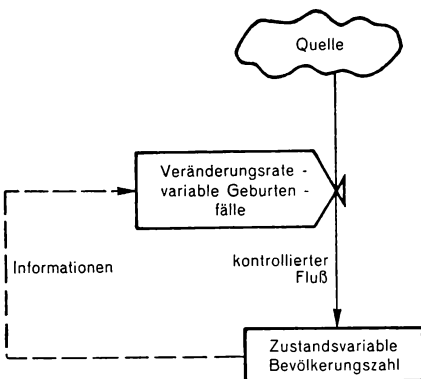 Quelle
Veränderungsrate -
variable Geburten -
fälle
Informationen
kontrollierter
Fluß
Zustandsvariable
Bevölkerungszahl